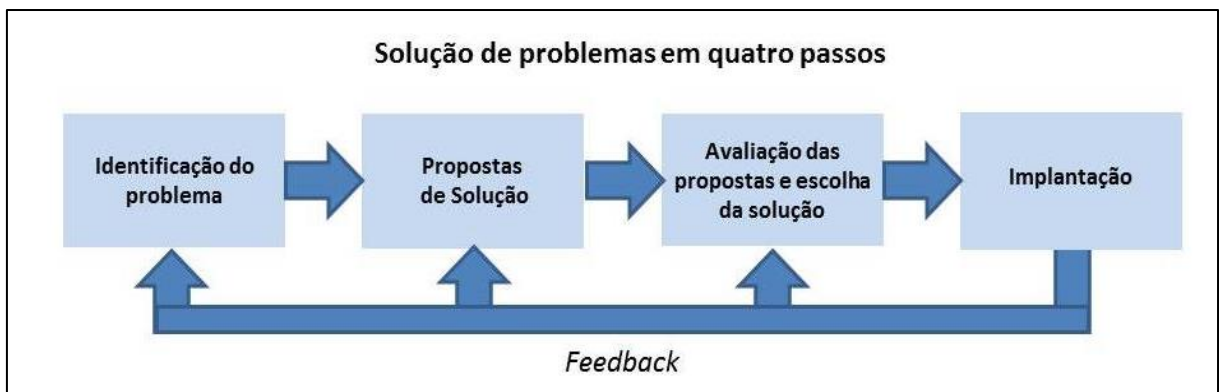 Solução de problemas em quatro passos
Identificação do
problema
Propostas
de Solução
Avaliação das
propostas e escolha
da solução
Implantação
Feedback